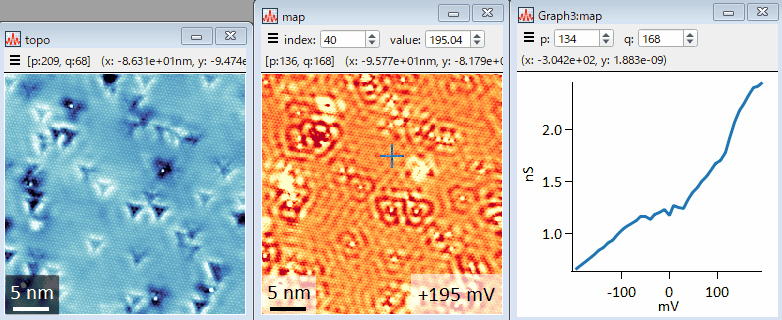 topo
[p:209, q:68] (x: -8.631e+01nm, y: -9.474e
5 nm
map
index: 40 value: 195.04
[p:136, q:168] (x: -9.577e+01nm, y: -8.179e+0
5 nm
+195 mV
Graph3:map
p: 134 q: 168
(x: -3.042e+02, y: 1.883e-09)
2.0
nS
1.5
1.0
-100 0 100
mV